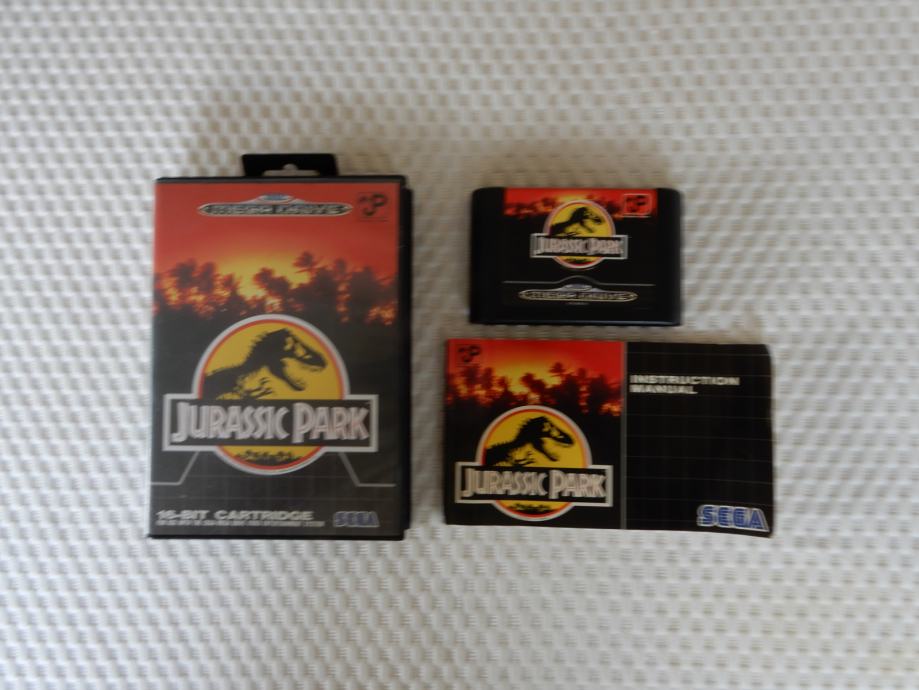 MEGA DRIVE
JURASSIC PARK
16-BIT CARTRIDGE
SEGA
JURASSIC PARK
MEGA DRIVE
INSTRUCTION
MANUAL
JURASSIC PARK
SEGA